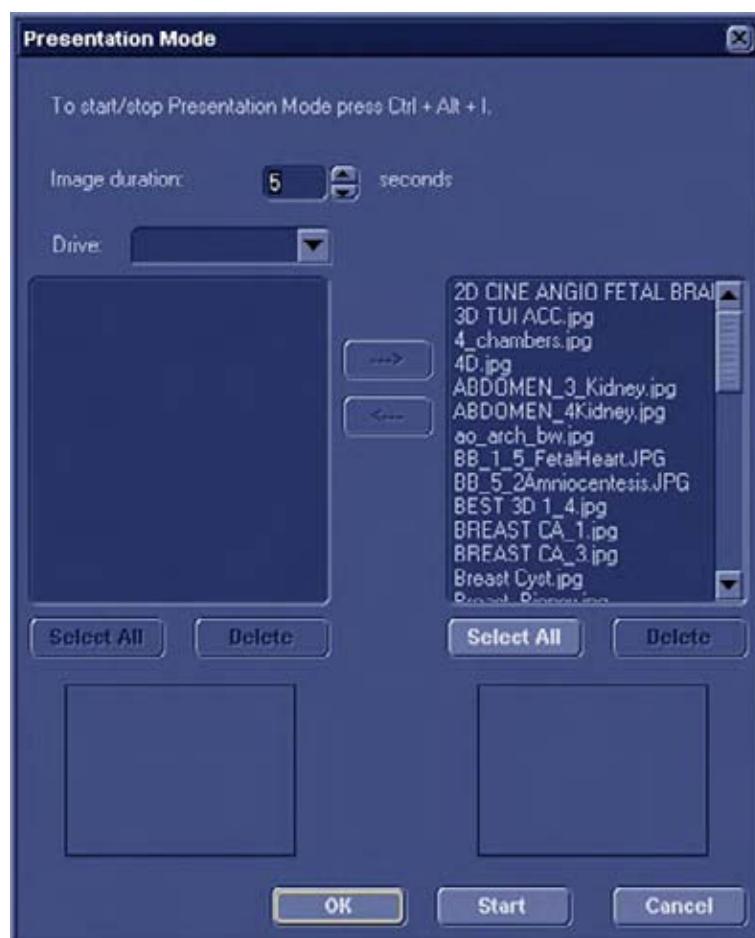 Presentation Mode
To start/stop Presentation Mode press Ctrl + Alt + I.
Image duration: 5 seconds
Drive:
2D CINE ANGIO FETAL BRAI
3D TUI ACC.jpg
4_chambers.jpg
4D.jpg
--->
ABDOMEN_3_Kidney.jpg
ABDOMEN_4Kidney.jpg
<---
ao_arch_bw.jpg
BB_1_5_FetalHeart.JPG
BB_5_2Amniocentesis.JPG
BEST 3D 1_4.jpg
BREAST CA_1.jpg
BREAST CA_3.jpg
Breast Cyst.jpg
Select All Delete Select All Delete
OK Start Cancel